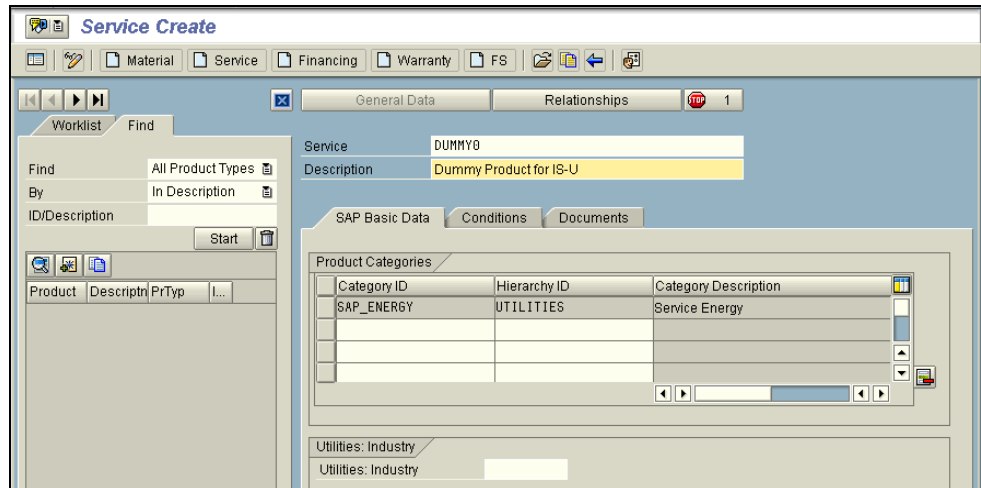 Service Create
Material Service Financing Warranty FS
General Data Relationships STOP 1
Worklist Find
Service DUMMY0
Find All Product Types
Description Dummy Product for IS-U
By In Description
ID/Description
SAP Basic Data Conditions Documents
Start
Product Categories
Product Descriptn PrTyp I...
Category ID Hierarchy ID Category Description
SAP_ENERGY UTILITIES Service Energy
Utilities: Industry
Utilities: Industry